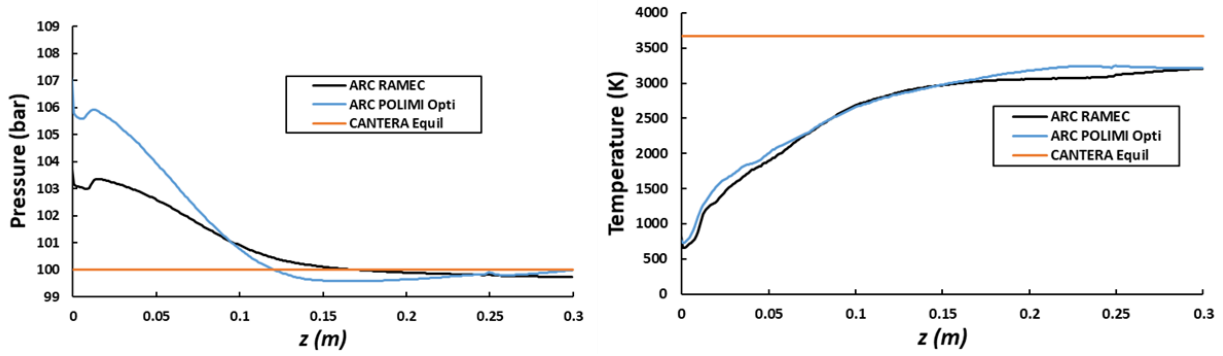 109
108
107
106
105
104
103
102
101
100
99
Pressure (bar)
ARC RAMEC
ARC POLIMI Opti
CANTERA Equil
0 0.05 0.1 0.15 0.2 0.25 0.3
z (m)
4000
3500
3000
2500
2000
1500
1000
500
0
Temperature (K)
ARC RAMEC
ARC POLIMI Opti
CANTERA Equil
0 0.05 0.1 0.15 0.2 0.25 0.3
z (m)